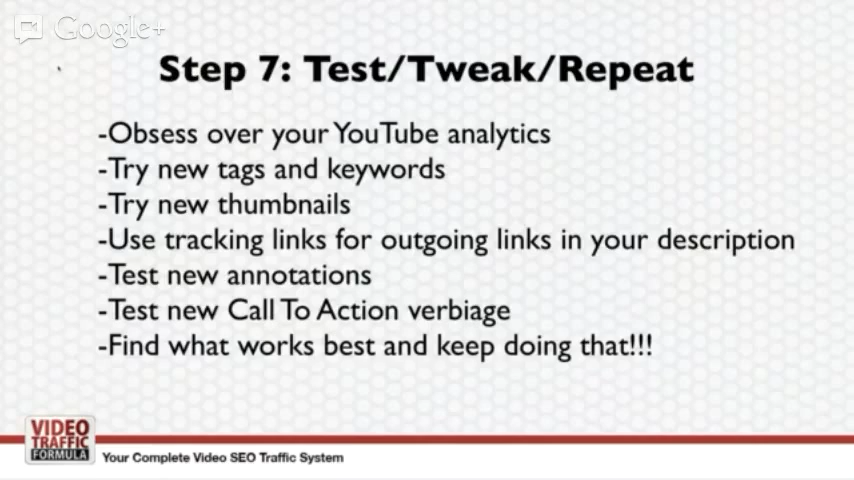 Google+
Step 7: Test/Tweak/Repeat
-Obsess over your YouTube analytics
-Try new tags and keywords
-Try new thumbnails
-Use tracking links for outgoing links in your description
-Test new annotations
-Test new Call To Action verbiage
-Find what works best and keep doing that!!!
VIDEO
TRAFFIC
FORMULA
Your Complete Video SEO Traffic System